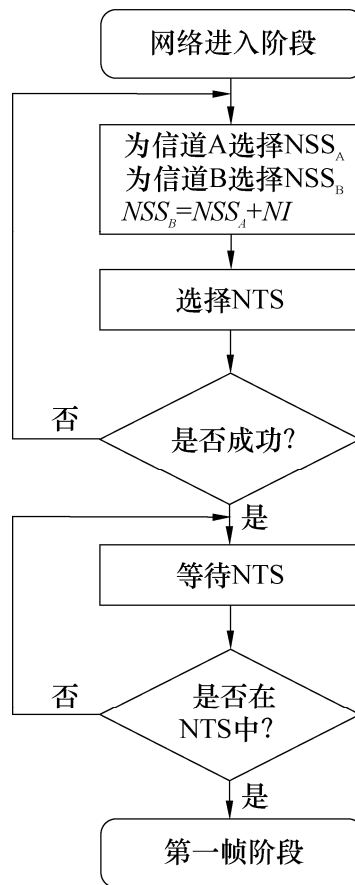 网络进入阶段
为信道A选择NSS_A
为信道B选择NSS_B
NSS_B=NSS_A+NI
选择NTS
否
是否成功?
是
等待NTS
否
是否在
NTS中?
是
第一帧阶段